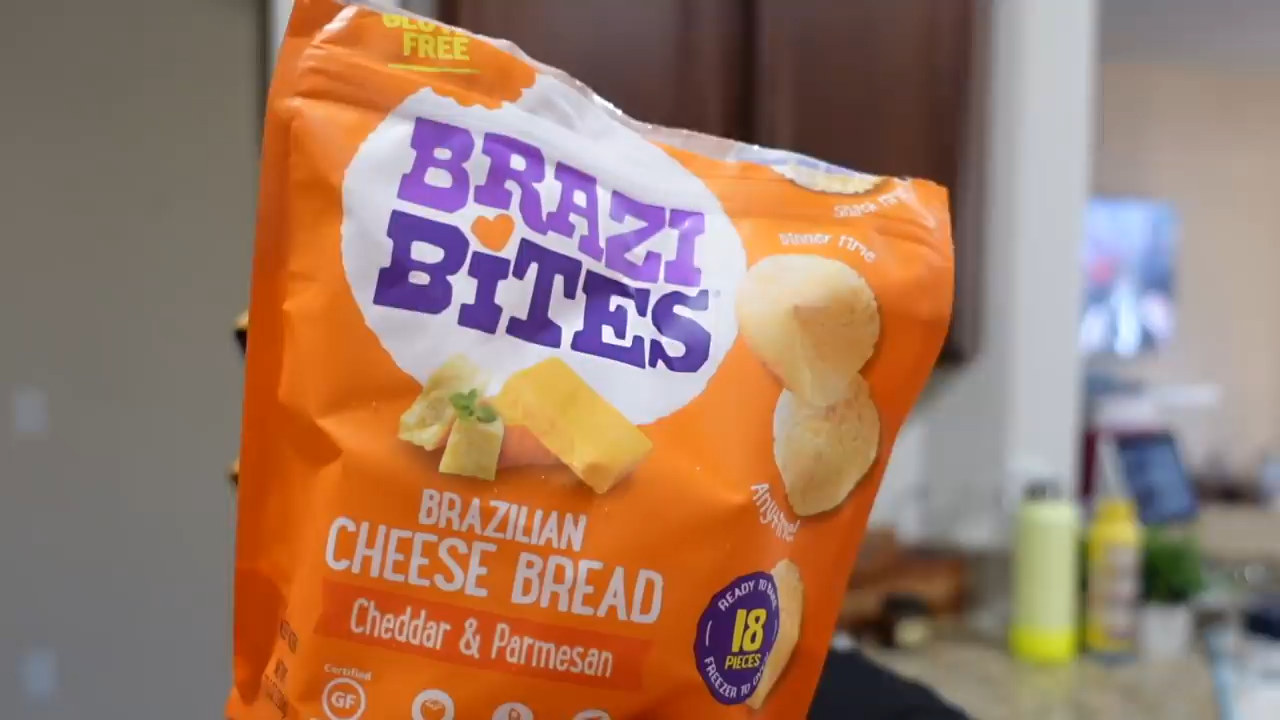 GLUTEN
FREE
BRAZI
BITES
Snack Time
Dinner Time
Anytime!
BRAZILIAN
CHEESE BREAD
Cheddar & Parmesan
READY TO BAKE
18
PIECES
FREEZER TO OVEN
Certified
GF